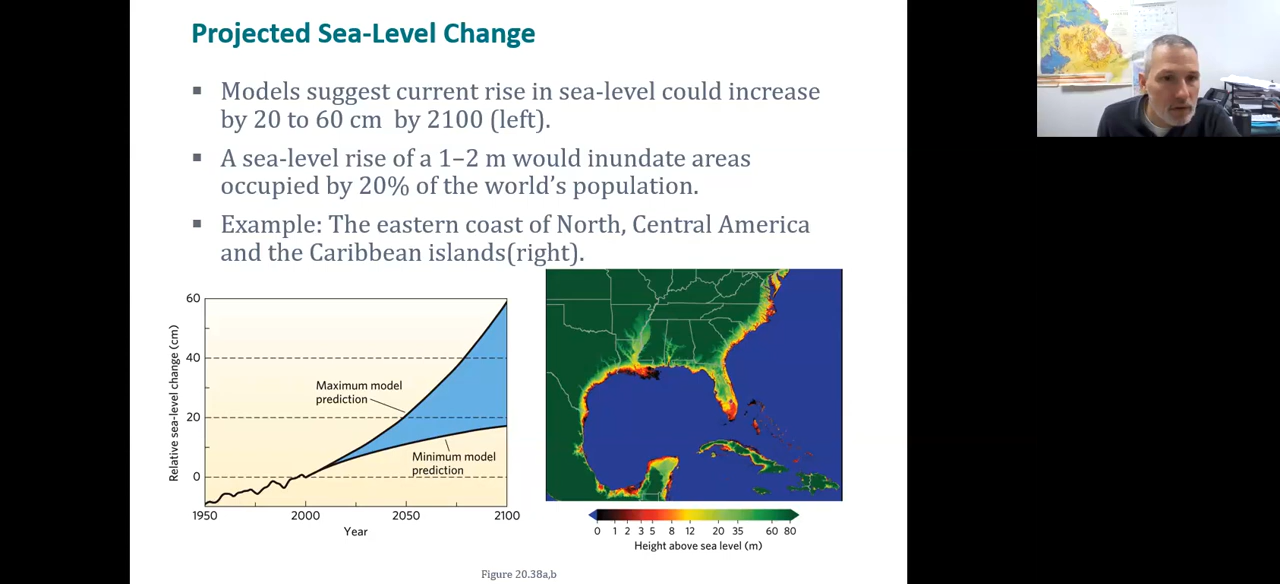 Projected Sea-Level Change
▪ Models suggest current rise in sea-level could increase
by 20 to 60 cm by 2100 (left).
▪ A sea-level rise of a 1–2 m would inundate areas
occupied by 20% of the world's population.
▪ Example: The eastern coast of North, Central America
and the Caribbean islands(right).
Relative sea-level change (cm)
60
40
20
0
Maximum model
prediction
Minimum model
prediction
1950 2000 2050 2100
Year
0 1 2 3 5 8 12 20 35 60 80
Height above sea level (m)
Figure 20.38a,b